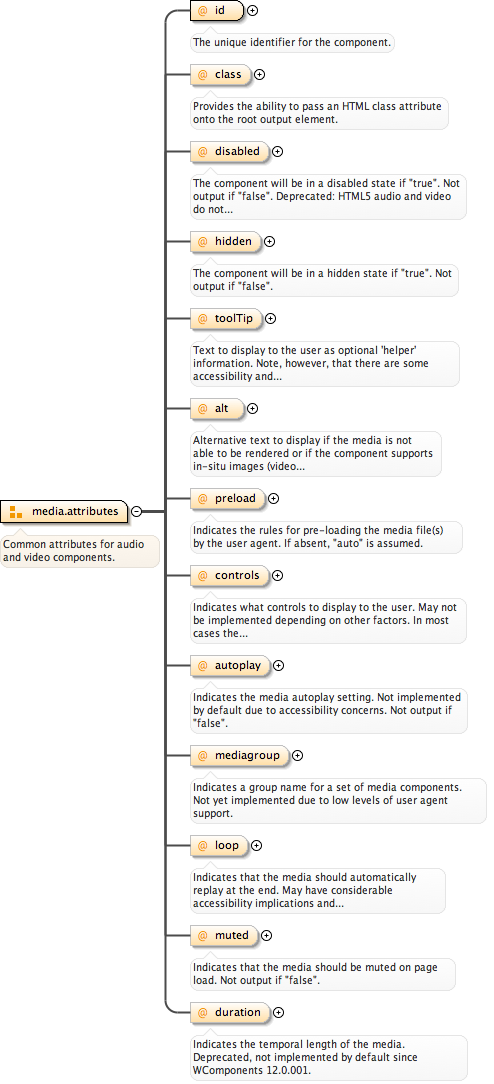 @ id
The unique identifier for the component.
@ class
Provides the ability to pass an HTML class attribute
onto the root output element.
@ disabled
The component will be in a disabled state if "true". Not
output if "false". Deprecated: HTML5 audio and video
do not...
@ hidden
The component will be in a hidden state if "true". Not
output if "false".
@ toolTip
Text to display to the user as optional 'helper'
information. Note, however, that there are some
accessibility and...
@ alt
Alternative text to display if the media is not
able to be rendered or if the component supports
in-situ images (video...
@ preload
media.attributes
Common attributes for audio
and video components.
Indicates the rules for pre-loading the media file(s)
by the user agent. If absent, "auto" is assumed.
@ controls
Indicates what controls to display to the user. May not
be implemented depending on other factors. In most
cases the...
@ autoplay
Indicates the media autoplay setting. Not implemented
by default due to accessibility concerns. Not output if
"false".
@ mediagroup
Indicates a group name for a set of media components.
Not yet implemented due to low levels of user agent
support.
@ loop
Indicates that the media should automatically
replay at the end. May have considerable
accessibility implications and...
@ muted
Indicates that the media should be muted on page
load. Not output if "false".
@ duration
Indicates the temporal length of the media.
Deprecated, not implemented by default since
WComponents 12.0.001.